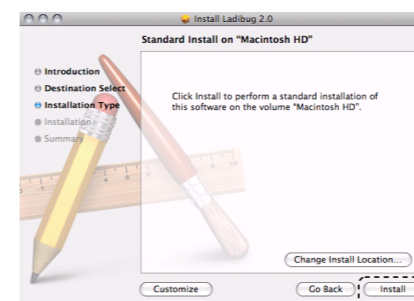 Install Ladibug 2.0
Standard Install on "Macintosh HD"
Introduction
Destination Select
Installation Type
Installation
Summary
Click Install to perform a standard installation of
this software on the volume "Macintosh HD".
Change Install Location...
Customize
Go Back
Install